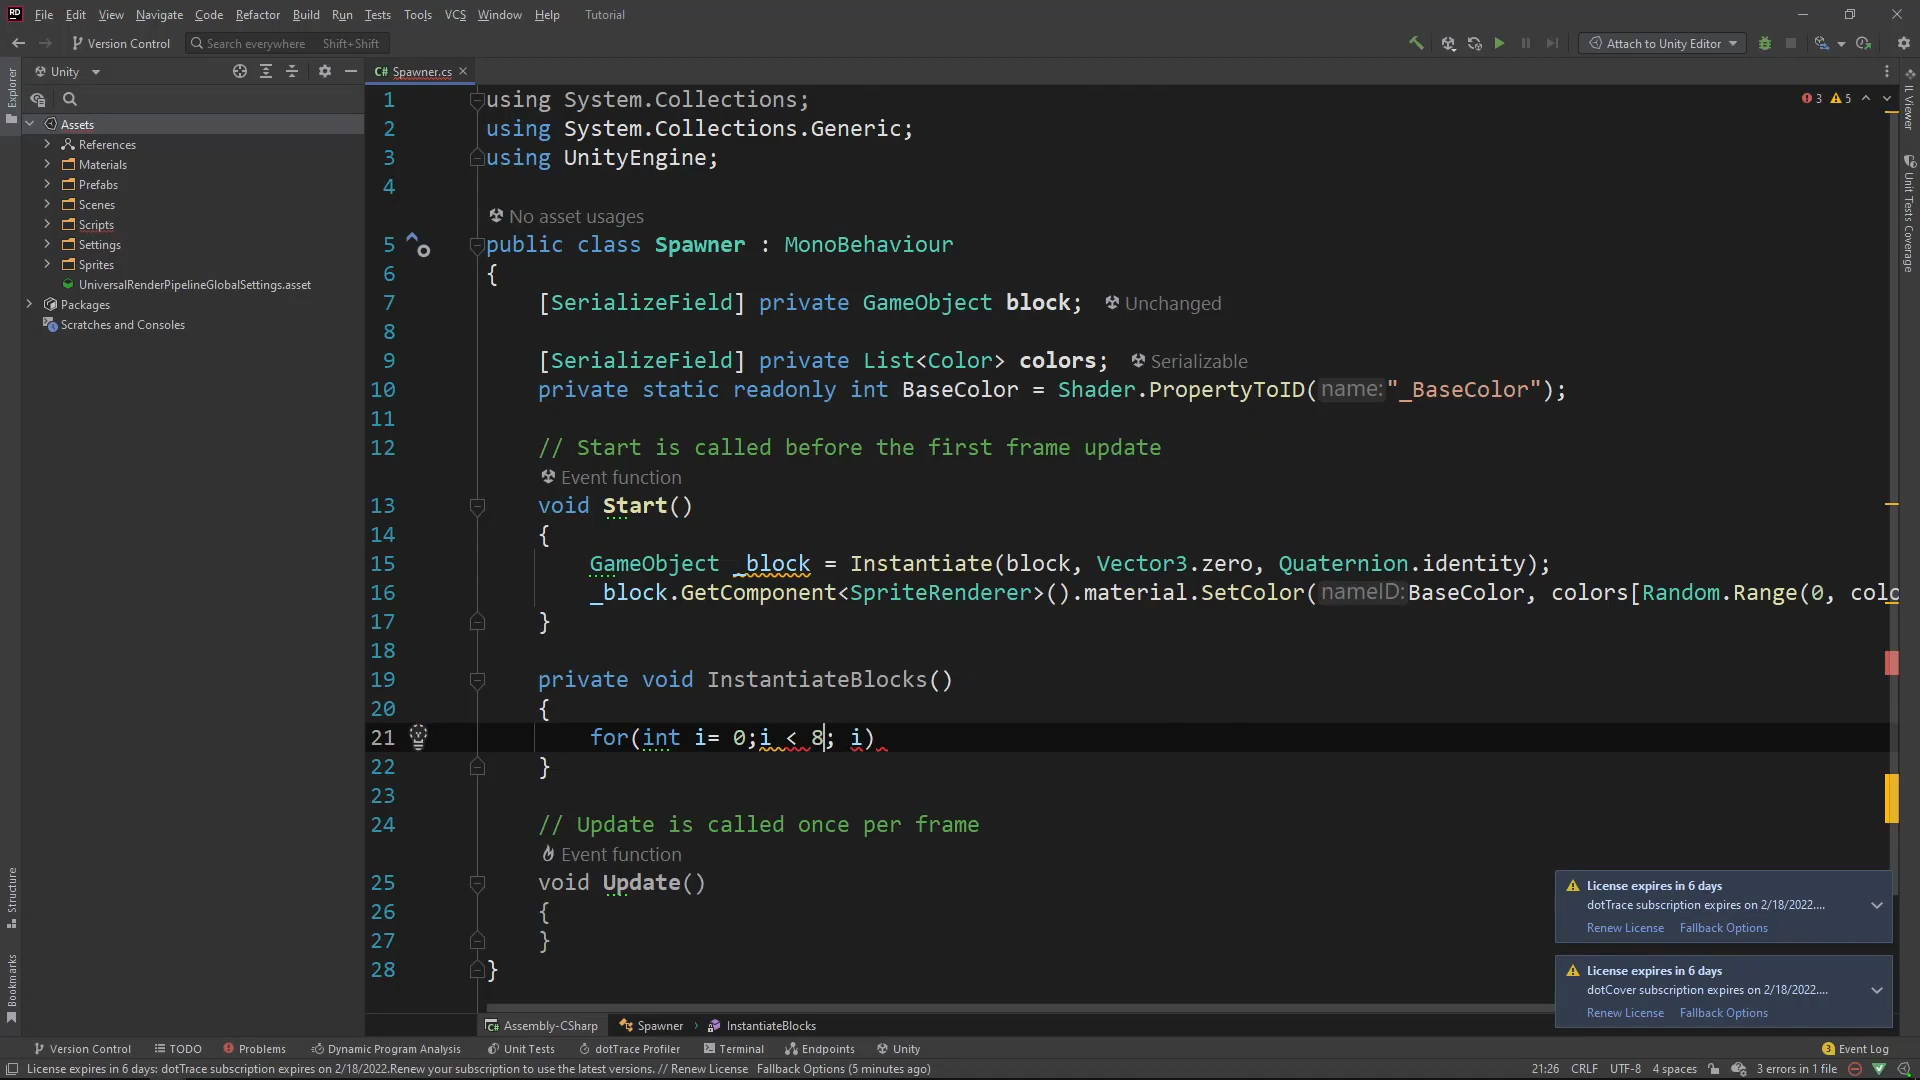 RD File Edit View Navigate Code Refactor Build Run Tests Tools VCS Window Help Tutorial
Version Control Search everywhere Shift+Shift Attach to Unity Editor
Explorer
Unity
C# Spawner.cs
Assets
References
Materials
Prefabs
Scenes
Scripts
Settings
Sprites
UniversalRenderPipelineGlobalSettings.asset
Packages
Scratches and Consoles
Structure
Bookmarks
3 5
IL Viewer
Unit Tests Coverage
1 using System.Collections;
2 using System.Collections.Generic;
3 using UnityEngine;
4
No asset usages
5 public class Spawner : MonoBehaviour
6 {
7 [SerializeField] private GameObject block; Unchanged
8
9 [SerializeField] private List<Color> colors; Serializable
10 private static readonly int BaseColor = Shader.PropertyToID(name:"_BaseColor");
11
12 // Start is called before the first frame update
Event function
13 void Start()
14 {
15 GameObject _block = Instantiate(block, Vector3.zero, Quaternion.identity);
16 _block.GetComponent<SpriteRenderer>().material.SetColor(nameID:BaseColor, colors[Random.Range(0, colo
17 }
18
19 private void InstantiateBlocks()
20 {
21 for(int i= 0;i < 8; i)
22 }
23
24 // Update is called once per frame
Event function
25 void Update()
26 {
27 }
28 }
License expires in 6 days
dotTrace subscription expires on 2/18/2022....
Renew License Fallback Options
License expires in 6 days
dotCover subscription expires on 2/18/2022....
Renew License Fallback Options
C# Assembly-CSharp Spawner › InstantiateBlocks
Version Control TODO Problems Dynamic Program Analysis Unit Tests dotTrace Profiler Terminal Endpoints Unity 3 Event Log
License expires in 6 days: dotTrace subscription expires on 2/18/2022.Renew your subscription to use the latest versions. // Renew License Fallback Options (5 minutes ago) 21:26 CRLF UTF-8 4 spaces 3 errors in 1 file